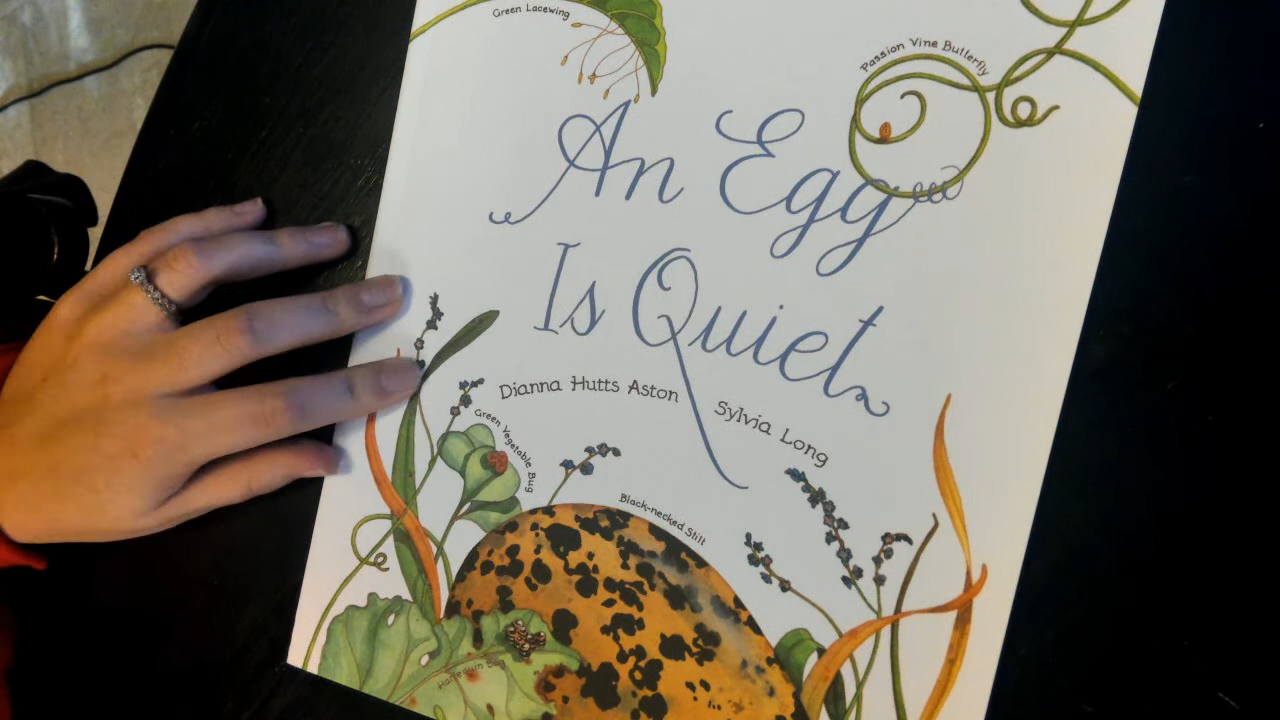 Green Lacewing
Passion Vine Butterfly
An Egg
Is Quiet
Dianna Hutts Aston
Sylvia Long
Green Vegetable Bug
Black-necked Stilt
Harlequin Bug